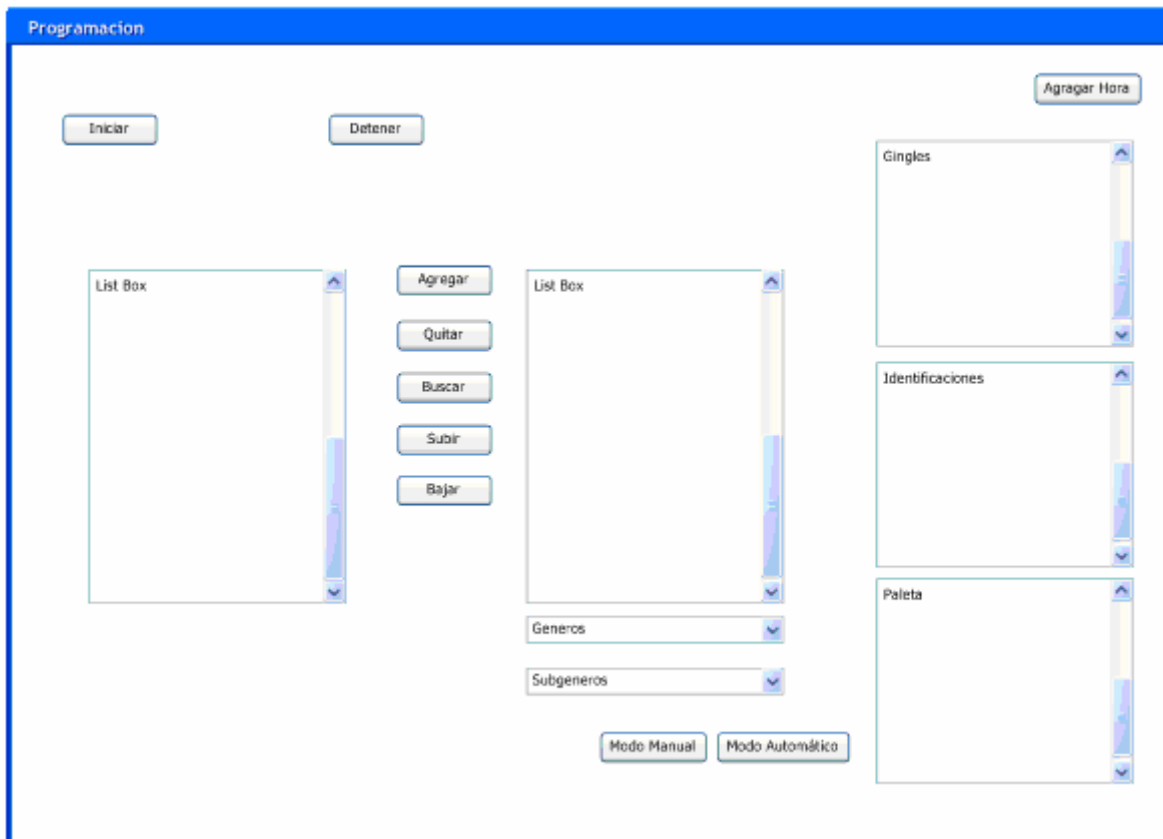 Programacion
Agragar Hora
Iniciar
Detener
Gingles
List Box
Agregar
List Box
Quitar
Buscar
Identificaciones
Subir
Bajar
Paleta
Generos
Subgeneros
Modo Manual
Modo Automático